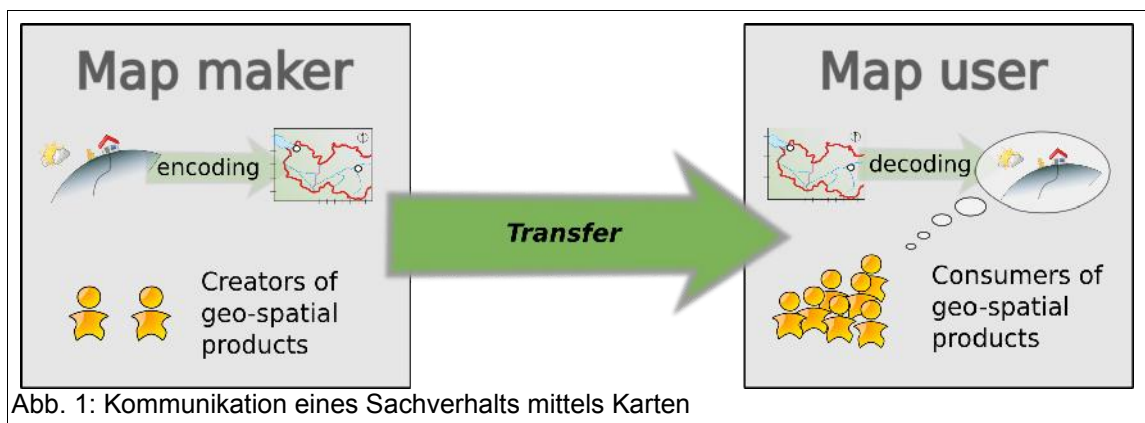 Map maker
encoding
Creators of
geo-spatial
products
Transfer
Map user
decoding
Consumers of
geo-spatial
products
Abb. 1: Kommunikation eines Sachverhalts mittels Karten